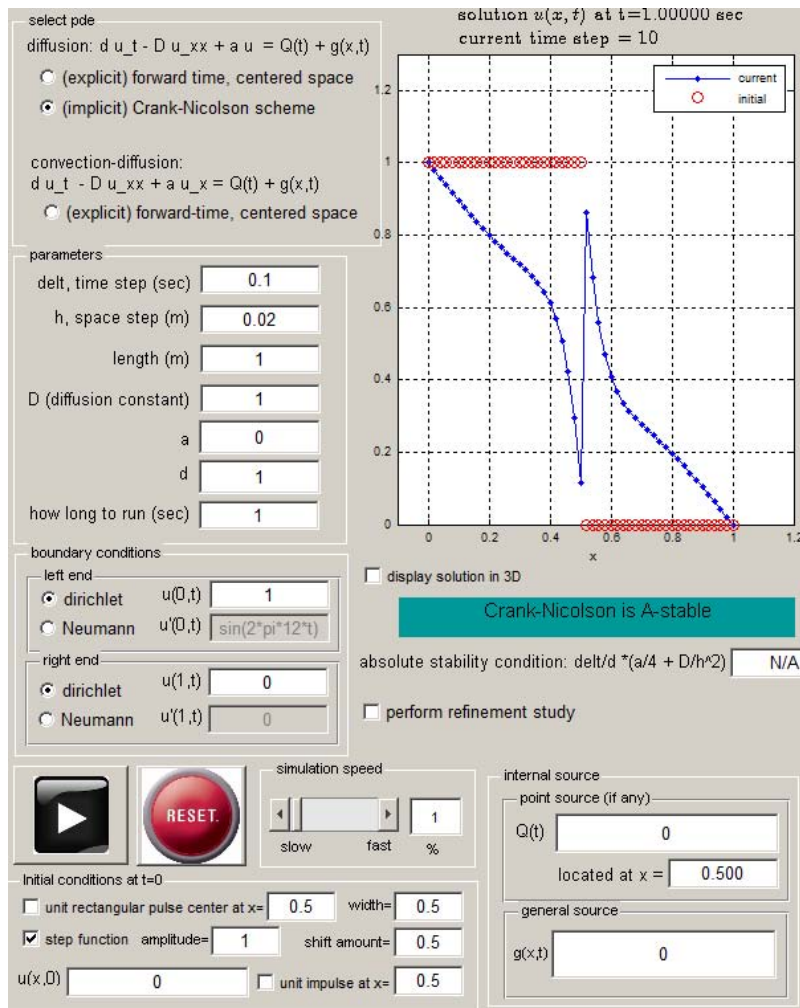 select pde
diffusion: d u_t - D u_xx + a u = Q(t) + g(x,t)
(explicit) forward time, centered space
(implicit) Crank-Nicolson scheme
convection-diffusion:
d u_t - D u_xx + a u_x = Q(t) + g(x,t)
(explicit) forward-time, centered space
solution u(x, t) at t=1.00000 sec
current time step = 10
current
initial
1.2
1
0.8
0.6
0.4
0.2
0
0 0.2 0.4 0.6 0.8 1 1.2
x
parameters
delt, time step (sec) 0.1
h, space step (m) 0.02
length (m) 1
D (diffusion constant) 1
a 0
d 1
how long to run (sec) 1
boundary conditions
left end
dirichlet u(0,t) 1
Neumann u'(0,t) sin(2*pi*12*t)
right end
dirichlet u(1,t) 0
Neumann u'(1,t) 0
display solution in 3D
Crank-Nicolson is A-stable
absolute stability condition: delt/d *(a/4 + D/h^2) N/A
perform refinement study
RESET.
simulation speed
1
slow fast %
internal source
point source (if any)
Q(t) 0
located at x = 0.500
general source
g(x,t) 0
Initial conditions at t=0
unit rectangular pulse center at x= 0.5 width= 0.5
step function amplitude= 1 shift amount= 0.5
u(x,0) 0 unit impulse at x= 0.5